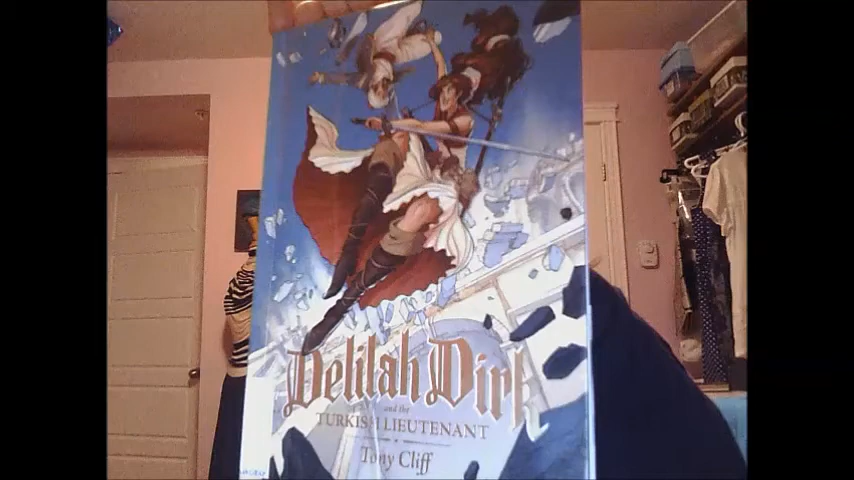 Delilah Dirk
and the
TURKISH LIEUTENANT
Tony Cliff